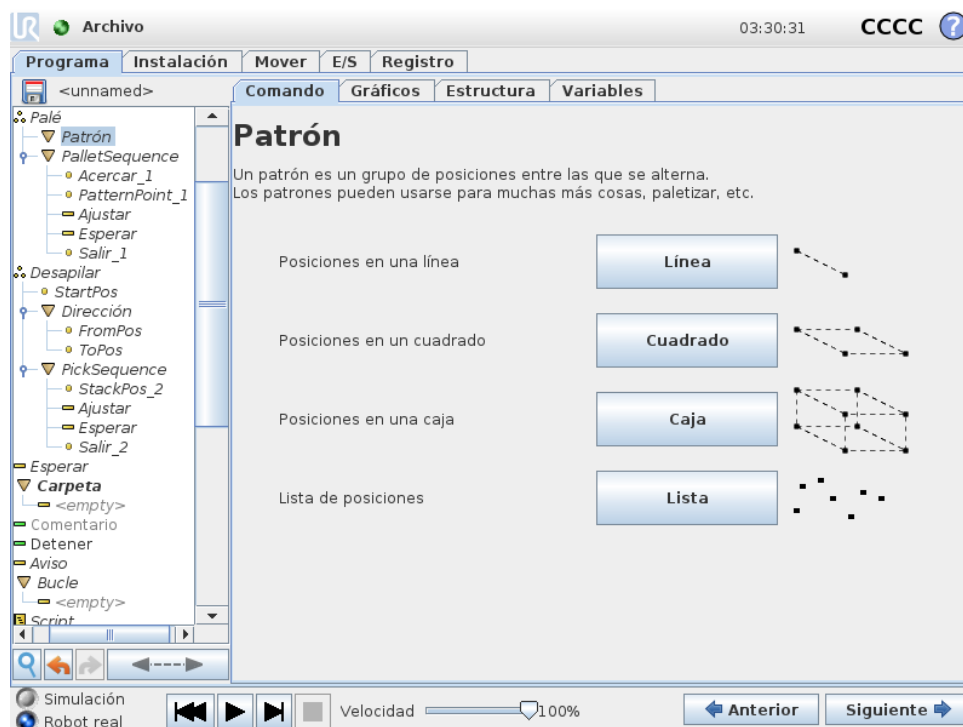 UR Archivo 03:30:31 CCCC ?
Programa Instalación Mover E/S Registro
<unnamed>
Comando Gráficos Estructura Variables
Palé
Patrón
PalletSequence
Acercar_1
PatternPoint_1
Ajustar
Esperar
Salir_1
Desapilar
StartPos
Dirección
FromPos
ToPos
PickSequence
StackPos_2
Ajustar
Esperar
Salir_2
Esperar
Carpeta
<empty>
Comentario
Detener
Aviso
Bucle
<empty>
Script
Patrón
Un patrón es un grupo de posiciones entre las que se alterna.
Los patrones pueden usarse para muchas más cosas, paletizar, etc.
Posiciones en una línea Línea
Posiciones en un cuadrado Cuadrado
Posiciones en una caja Caja
Lista de posiciones Lista
Simulación
Robot real
Velocidad 100%
Anterior Siguiente